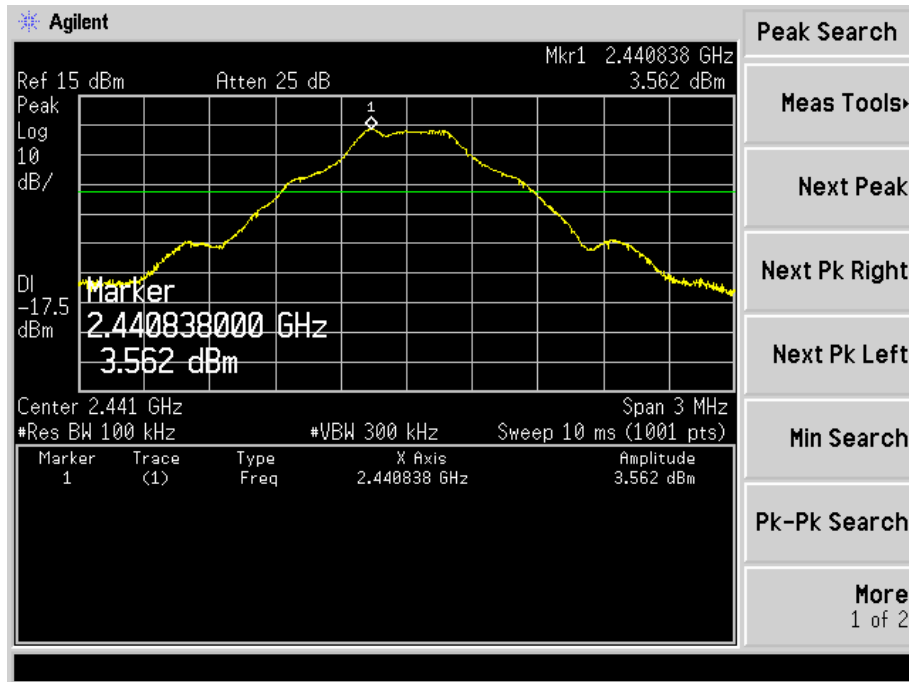 Agilent
Mkr1 2.440838 GHz
Ref 15 dBm Atten 25 dB 3.562 dBm
Peak
Log
10
dB/
1
DI
-17.5
dBm
Marker
2.440838000 GHz
3.562 dBm
Center 2.441 GHz Span 3 MHz
#Res BW 100 kHz #VBW 300 kHz Sweep 10 ms (1001 pts)
Marker Trace Type X Axis Amplitude
1 (1) Freq 2.440838 GHz 3.562 dBm
Peak Search
Meas Tools
Next Peak
Next Pk Right
Next Pk Left
Min Search
Pk-Pk Search
More
1 of 2